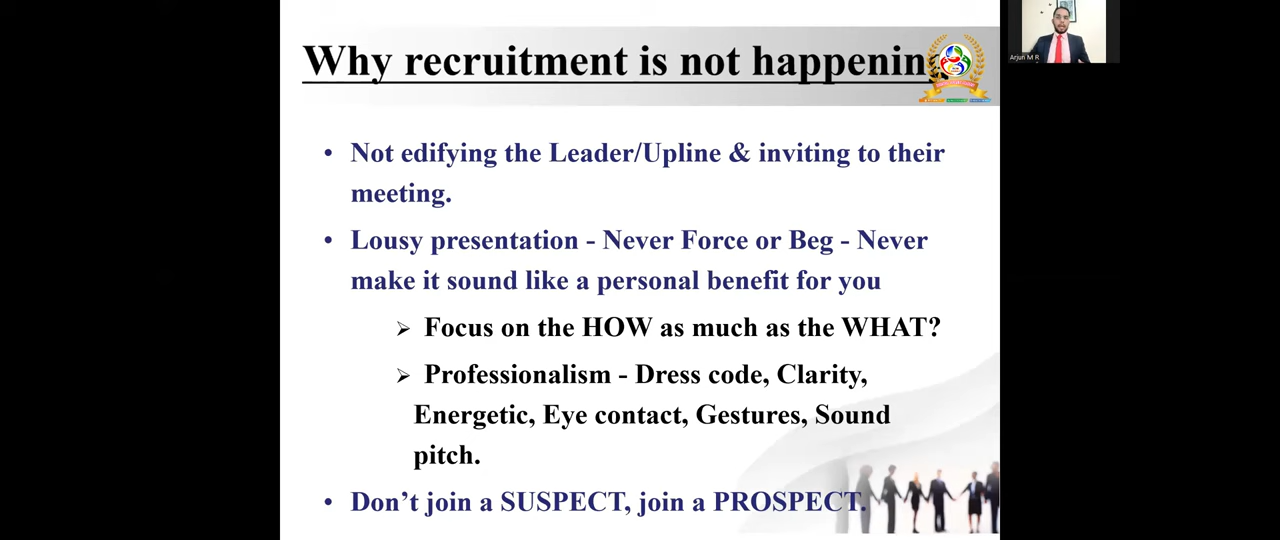 Why recruitment is not happenin
Arjun M R
• Not edifying the Leader/Upline & inviting to their
meeting.
• Lousy presentation - Never Force or Beg - Never
make it sound like a personal benefit for you
➢ Focus on the HOW as much as the WHAT?
➢ Professionalism - Dress code, Clarity,
Energetic, Eye contact, Gestures, Sound
pitch.
• Don’t join a SUSPECT, join a PROSPECT.